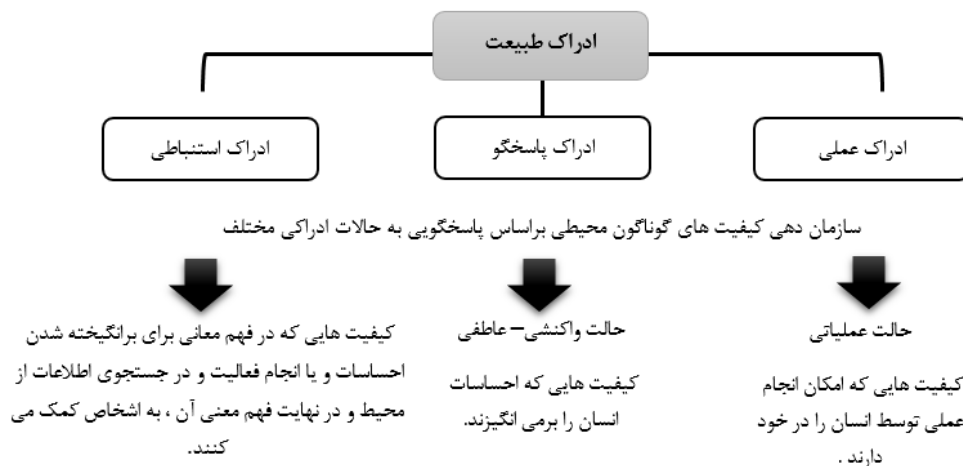 ادراک طبیعت
ادراک عملی
ادراک پاسخگو
ادراک استنباطی
سازمان دهی کیفیت های گوناگون محیطی براساس پاسخگویی به حالات ادراکی مختلف
حالت عملیاتی
کیفیت هایی که امکان انجام
عملی توسط انسان را در خود
دارند .
حالت واکنشی– عاطفی
کیفیت هایی که احساسات
انسان را برمی انگیزند.
کیفیت هایی که در فهم معانی برای برانگیخته شدن
احساسات و یا انجام فعالیت و در جستجوی اطلاعات از
محیط و در نهایت فهم معنی آن ، به اشخاص کمک می
کنند.